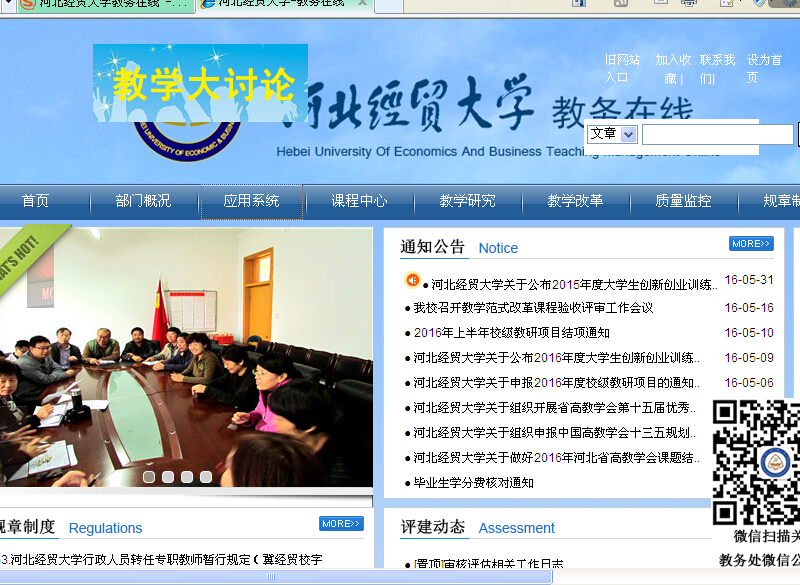 河北经贸大学教务在线 -...
河北经贸大学-教务在线
教学大讨论
河北經貿大学 教务在线
Hebei University Of Economics And Business Teaching Management Online
旧网站入口
加入收藏 |
联系我们|
设为首页
文章
首页 部门概况 应用系统 课程中心 教学研究 教学改革 质量监控 规章制
AT'S HOT!
通知公告 Notice MORE>>
● 河北经贸大学关于公布2015年度大学生创新创业训练.. 16-05-31
● 我校召开教学范式改革课程验收评审工作会议 16-05-16
● 2016年上半年校级教研项目结项通知 16-05-10
● 河北经贸大学关于公布2016年度大学生创新创业训练.. 16-05-09
● 河北经贸大学关于申报2016年度校级教研项目的通知.. 16-05-06
● 河北经贸大学关于组织开展省高教学会第十五届优秀..
● 河北经贸大学关于组织申报中国高教学会十三五规划..
● 河北经贸大学关于做好2016年河北省高教学会课题结..
● 毕业生学分费核对通知
微信扫描关
教务处微信公
规章制度 Regulations MORE>>
3.河北经贸大学行政人员转任专职教师暂行规定（冀经贸校字
评建动态 Assessment
● [置顶]审核评估相关工作日志